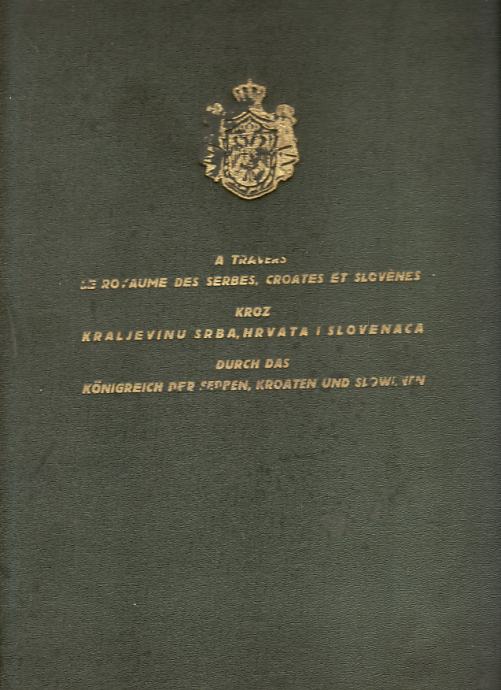 A TRAVERS
LE ROYAUME DES SERBES, CROATES ET SLOVÈNES
KROZ
KRALJEVINU SRBA, HRVATA I SLOVENACA
DURCH DAS
KÖNIGREICH DER SERBEN, KROATEN UND SLOWENEN